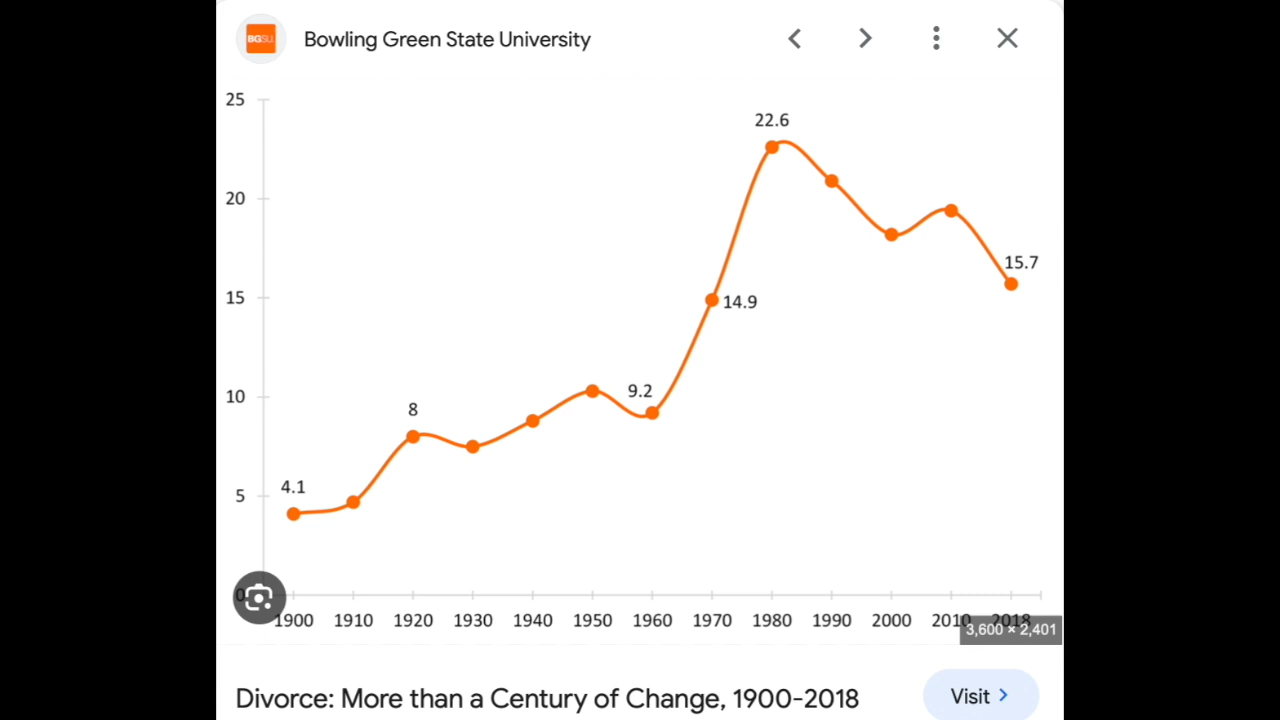 BGSU.
Bowling Green State University
25
22.6
20
15.7
15
14.9
10
9.2
8
5
4.1
0
1900 1910 1920 1930 1940 1950 1960 1970 1980 1990 2000 2010 2018
3,600 × 2,401
Divorce: More than a Century of Change, 1900-2018
Visit